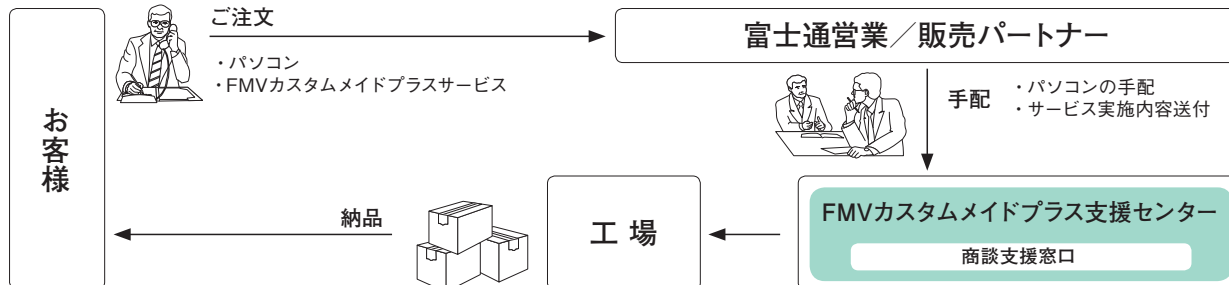 ご注文
・パソコン
・FMVカスタムメイドプラスサービス
富士通営業／販売パートナー
手配
・パソコンの手配
・サービス実施内容送付
お客様
FMVカスタムメイドプラス支援センター
商談支援窓口
工場
納品